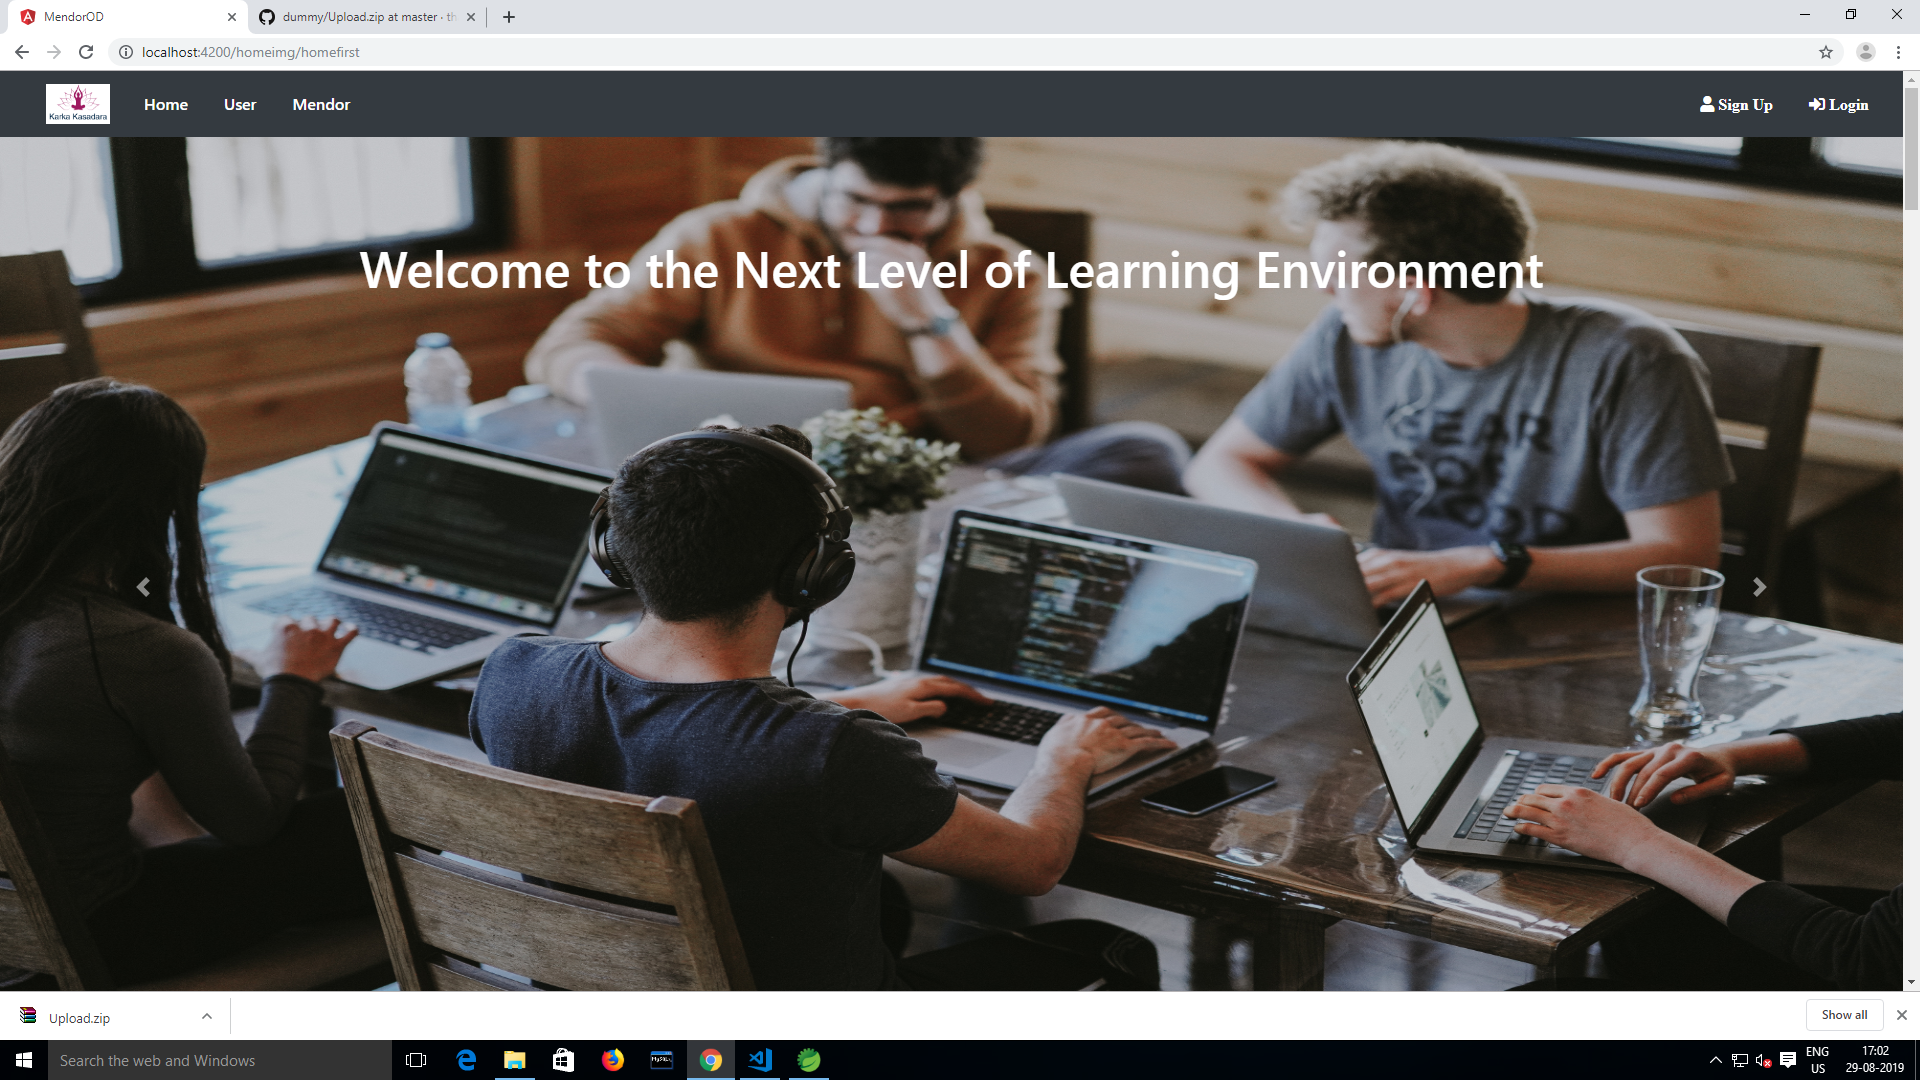 MendorOD
dummy/Upload.zip at master · th
localhost:4200/homeimg/homefirst
Karka Kasadara
Home
User
Mendor
Sign Up
Login
Welcome to the Next Level of Learning Environment
Upload.zip
Show all
Search the web and Windows
MySQL
ENG
US
17:02
29-08-2019